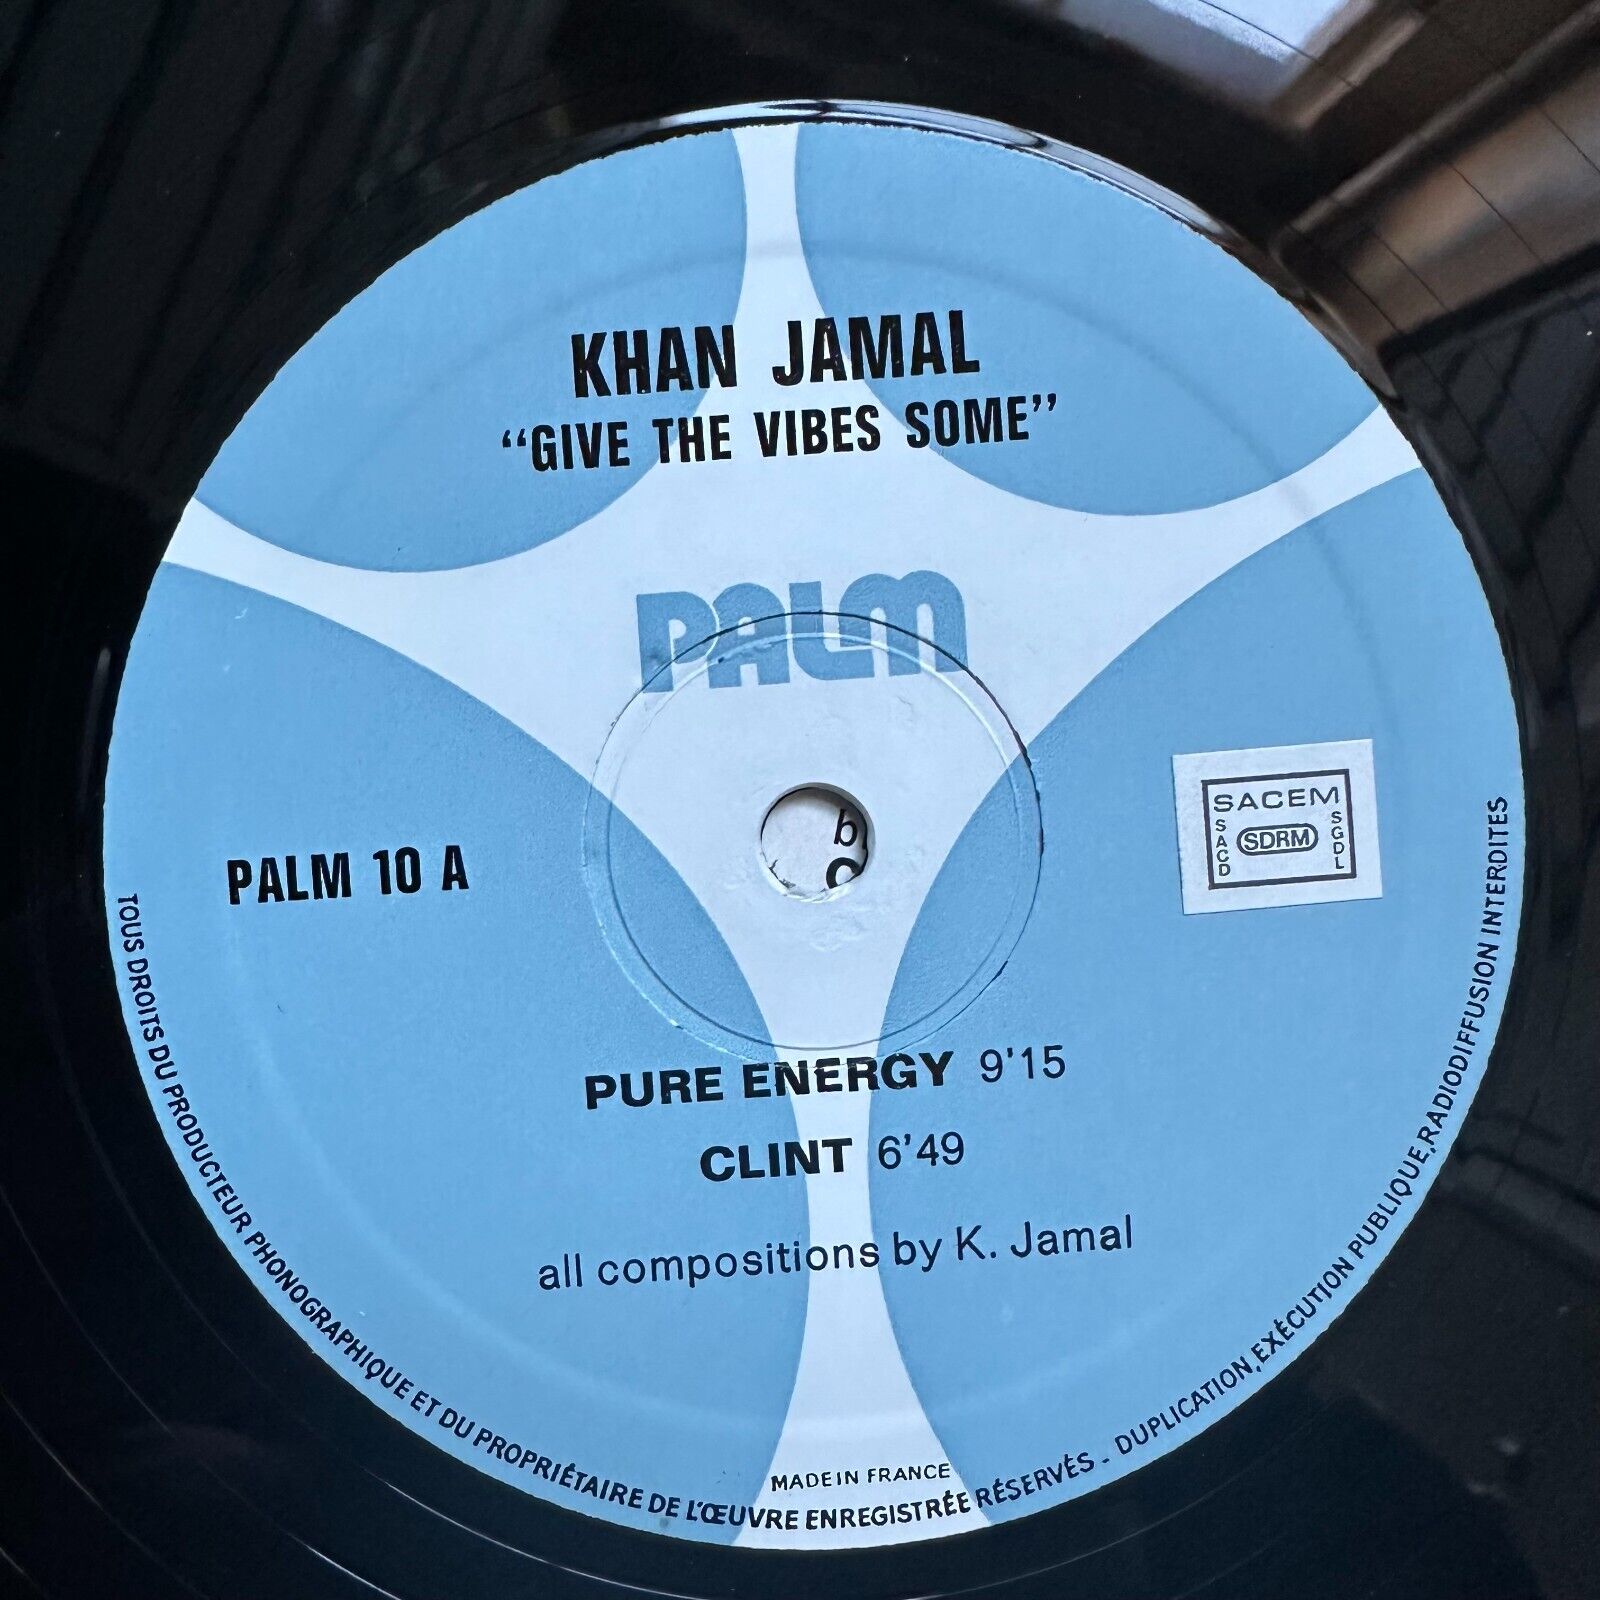 KHAN JAMAL
“GIVE THE VIBES SOME”
PALM
PALM 10 A
SACEM
SACD
SDRM
SGDL
b
PURE ENERGY 9'15
CLINT 6'49
all compositions by K. Jamal
MADE IN FRANCE
TOUS DROITS DU PRODUCTEUR PHONOGRAPHIQUE ET DU PROPRIÉTAIRE DE L'ŒUVRE ENREGISTRÉE RÉSERVÉS - DUPLICATION, EXÉCUTION PUBLIQUE, RADIODIFFUSION INTERDITES